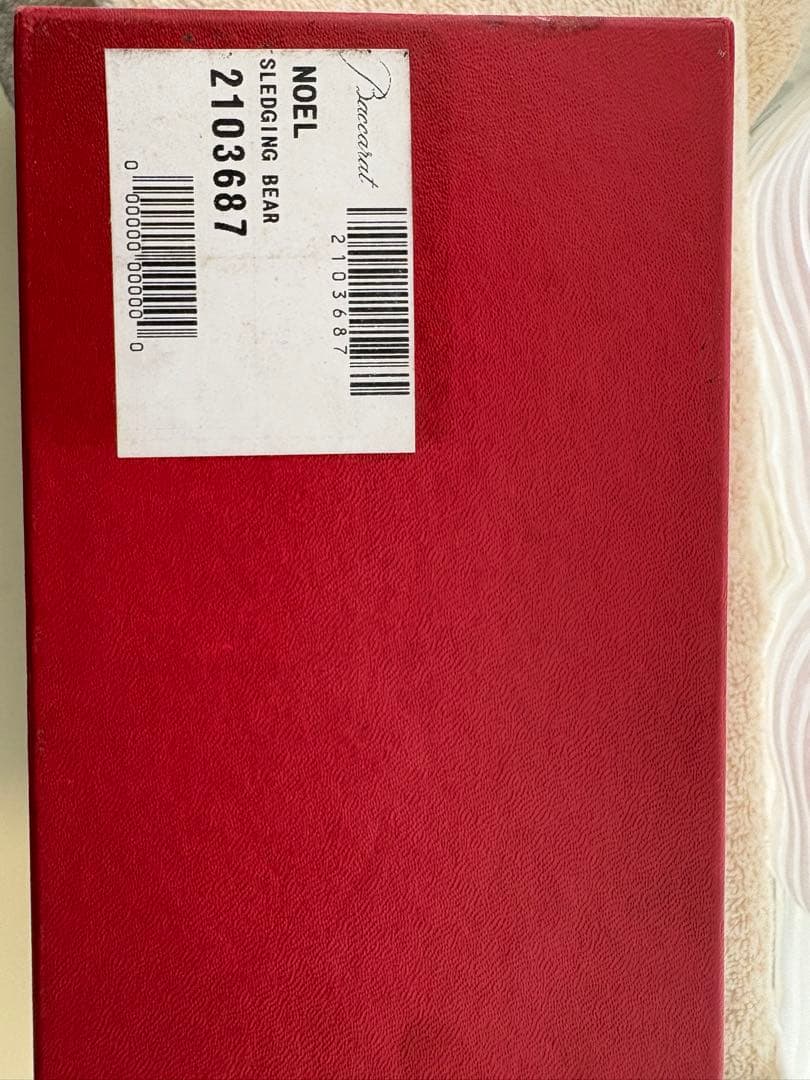 Baccarat
2103687
NOEL
SLEDGING BEAR
2103687
0 00000 00000 0